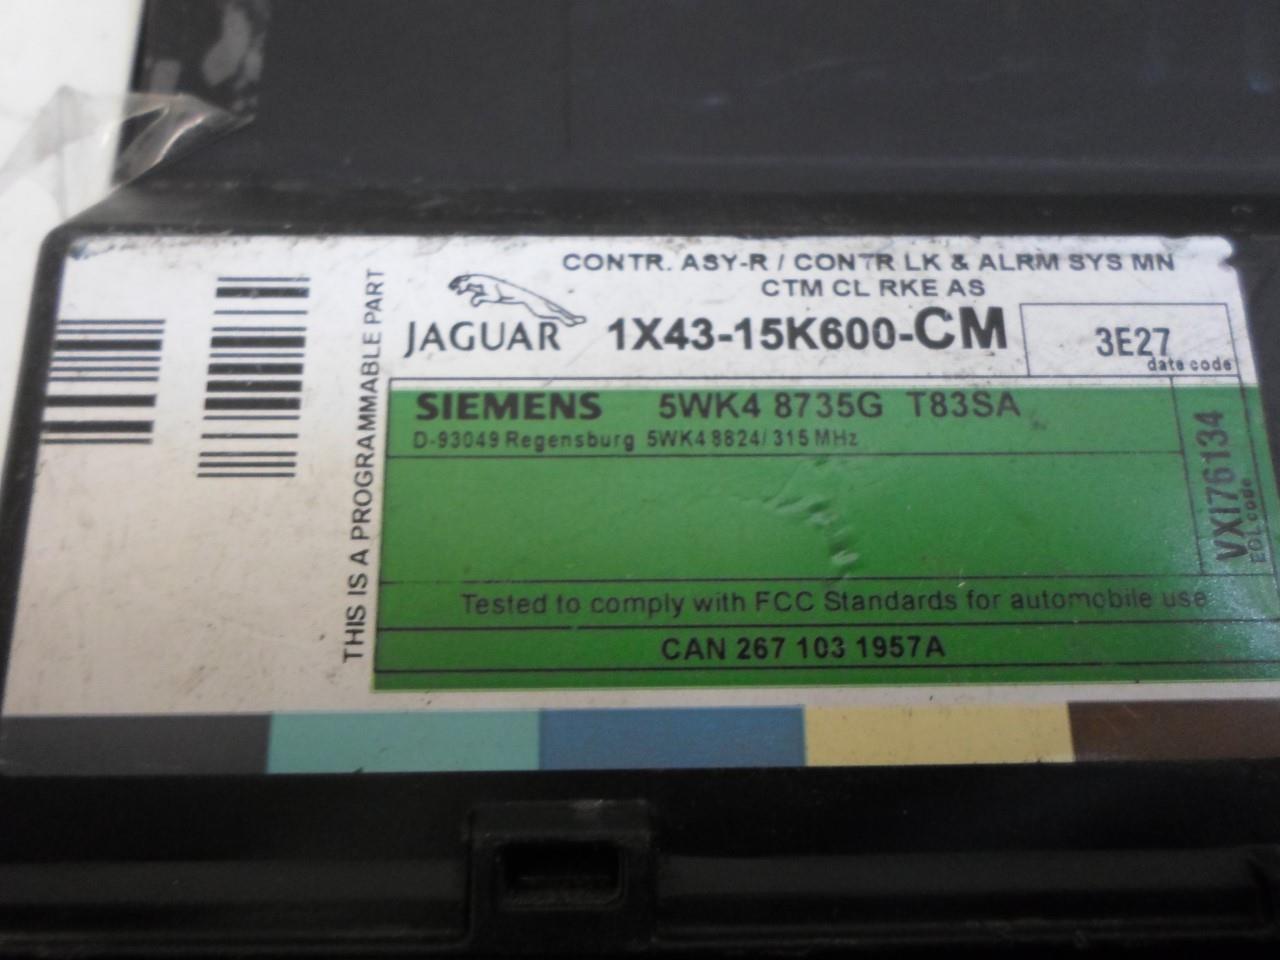 CONTR. ASY-R / CONTR LK & ALRM SYS MN
CTM CL RKE AS
JAGUAR 1X43-15K600-CM
3E27
date code
THIS IS A PROGRAMMABLE PART
SIEMENS 5WK4 8735G T83SA
D-93049 Regensburg 5WK4 8624/ 315 MHz
VXI76134
EOL code
Tested to comply with FCC Standards for automobile use
CAN 267 103 1957A